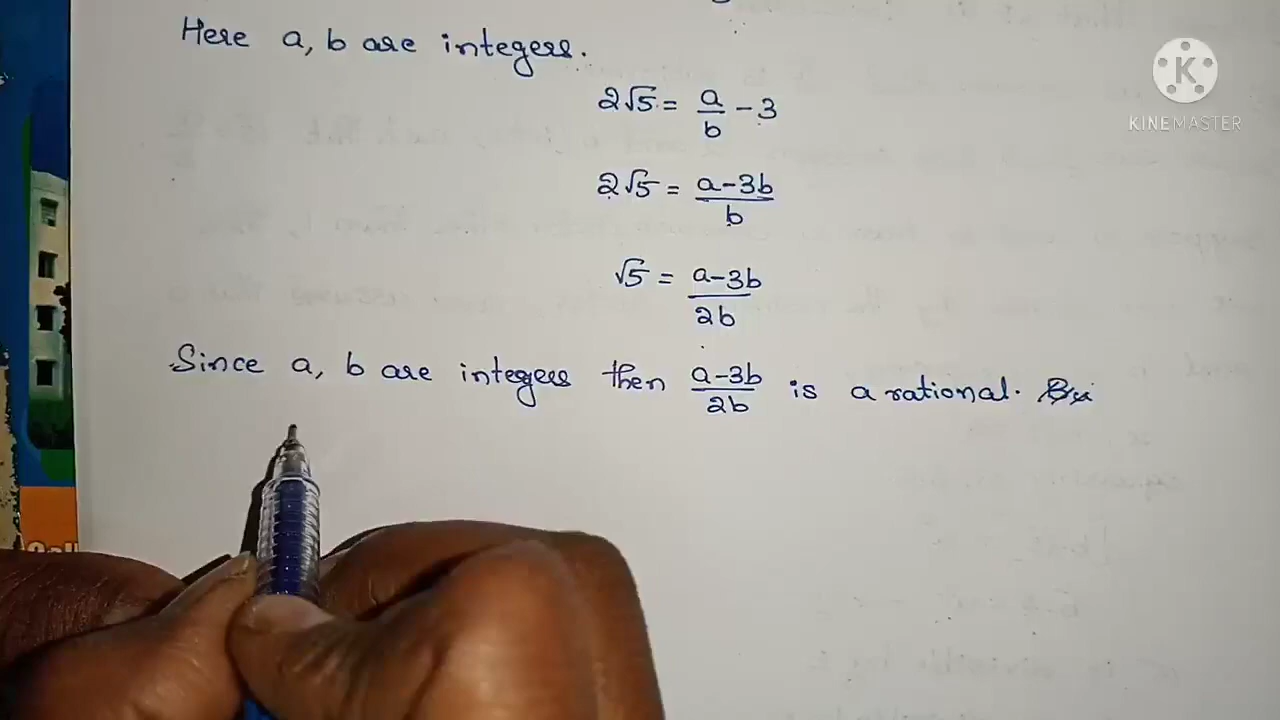 Here a, b are integers.
KINEMASTER
2√5 = a/b - 3
2√5 = a-3b/b
√5 = a-3b/2b
Since a, b are integers then a-3b/2b is a rational.